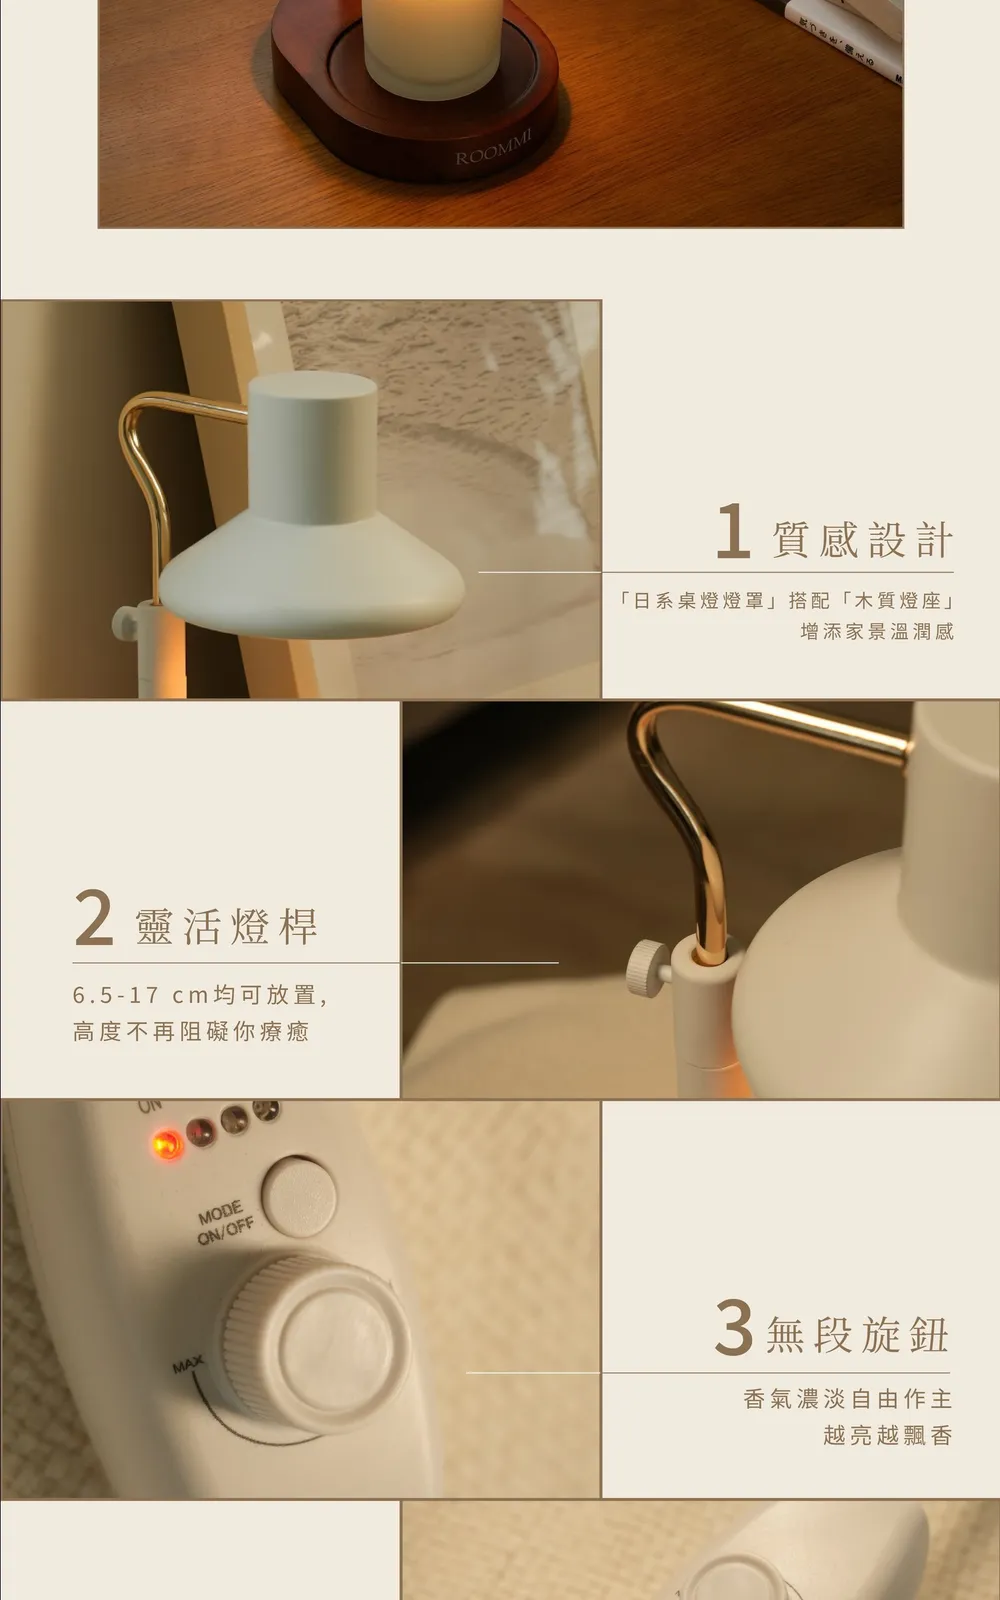 ROOMMI
1 質感設計
「日系桌燈燈罩」搭配「木質燈座」
增添家景溫潤感
2 靈活燈桿
6.5-17 cm均可放置,
高度不再阻礙你療癒
ON
MODE
ON/OFF
MAX
3 無段旋鈕
香氣濃淡自由作主
越亮越飄香